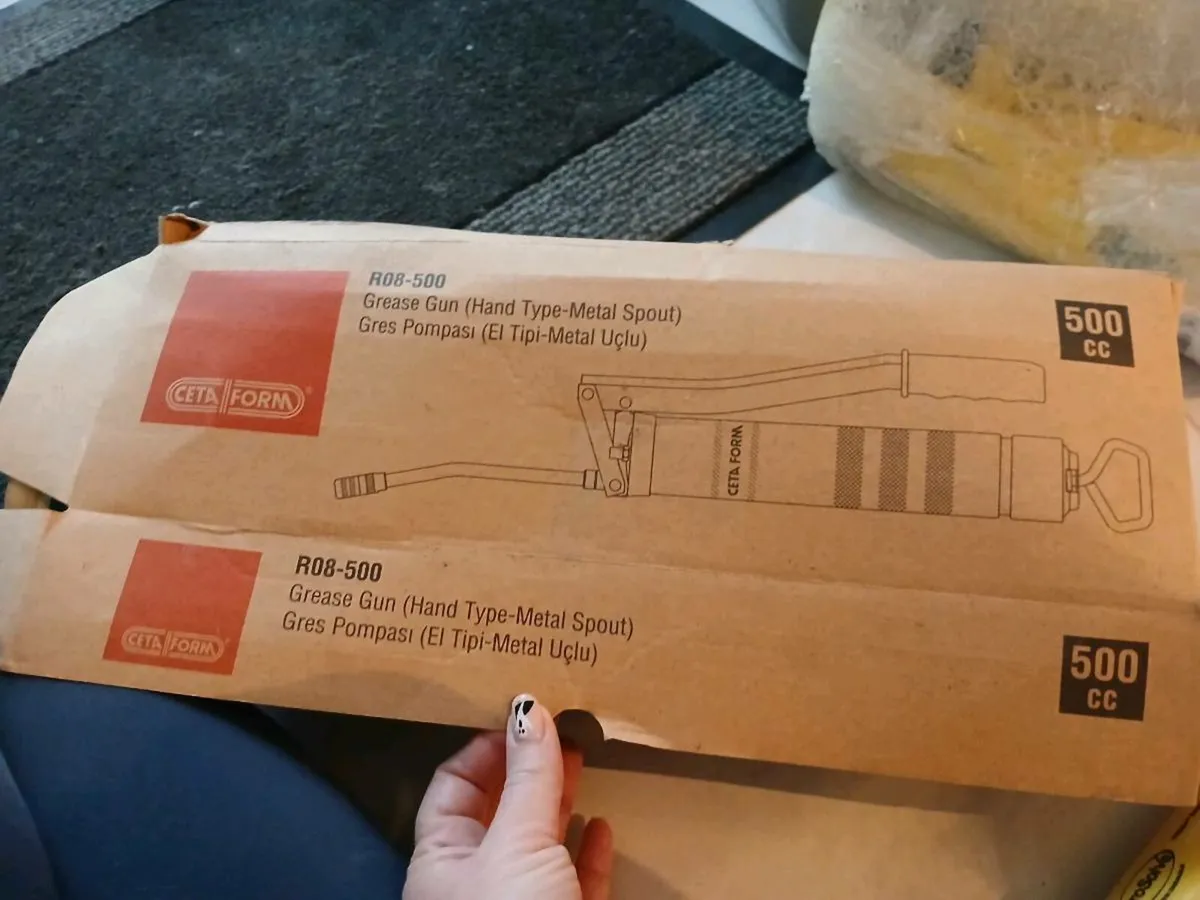 R08-500
Grease Gun (Hand Type-Metal Spout)
Gres Pompası (El Tipi-Metal Uçlu)
500
CC
CETA FORM®
CETA FORM
R08-500
Grease Gun (Hand Type-Metal Spout)
Gres Pompası (El Tipi-Metal Uçlu)
CETA FORM®
500
CC